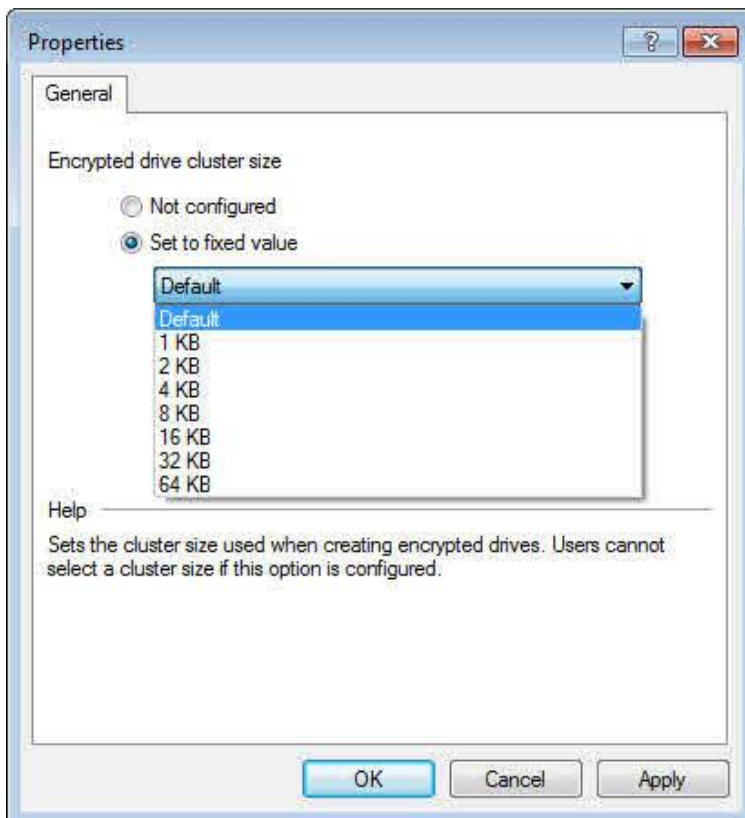 Properties
General
Encrypted drive cluster size
Not configured
Set to fixed value
Default
Default
1 KB
2 KB
4 KB
8 KB
16 KB
32 KB
64 KB
Help
Sets the cluster size used when creating encrypted drives. Users cannot
select a cluster size if this option is configured.
OK
Cancel
Apply